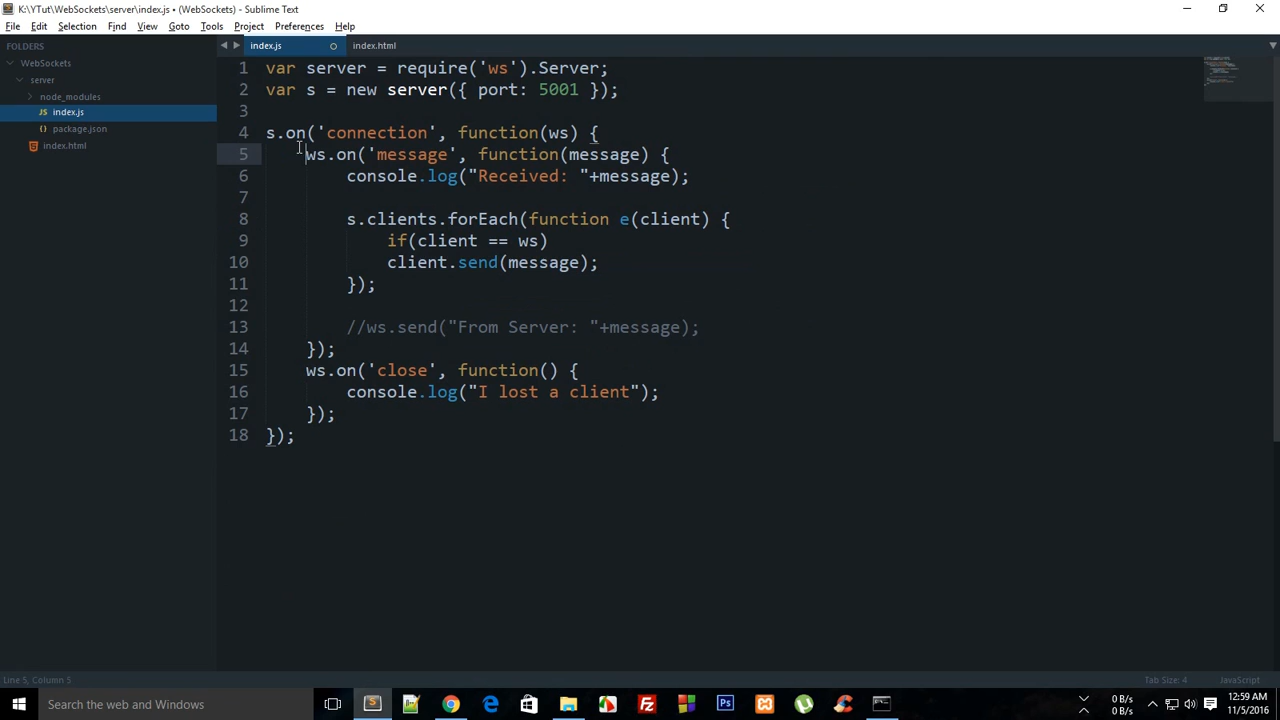 K:\YTut\WebSockets\server\index.js • (WebSockets) - Sublime Text
File Edit Selection Find View Goto Tools Project Preferences Help
FOLDERS
WebSockets
server
node_modules
JS index.js
package.json
index.html
index.js index.html
1 var server = require('ws').Server;
2 var s = new server({ port: 5001 });
3
4 s.on('connection', function(ws) {
5 ws.on('message', function(message) {
6 console.log("Received: "+message);
7
8 s.clients.forEach(function e(client) {
9 if(client == ws)
10 client.send(message);
11 });
12
13 //ws.send("From Server: "+message);
14 });
15 ws.on('close', function() {
16 console.log("I lost a client");
17 });
18 });
Line 5, Column 5 Tab Size: 4 JavaScript
Search the web and Windows
0 B/s
0 B/s
12:59 AM
11/5/2016